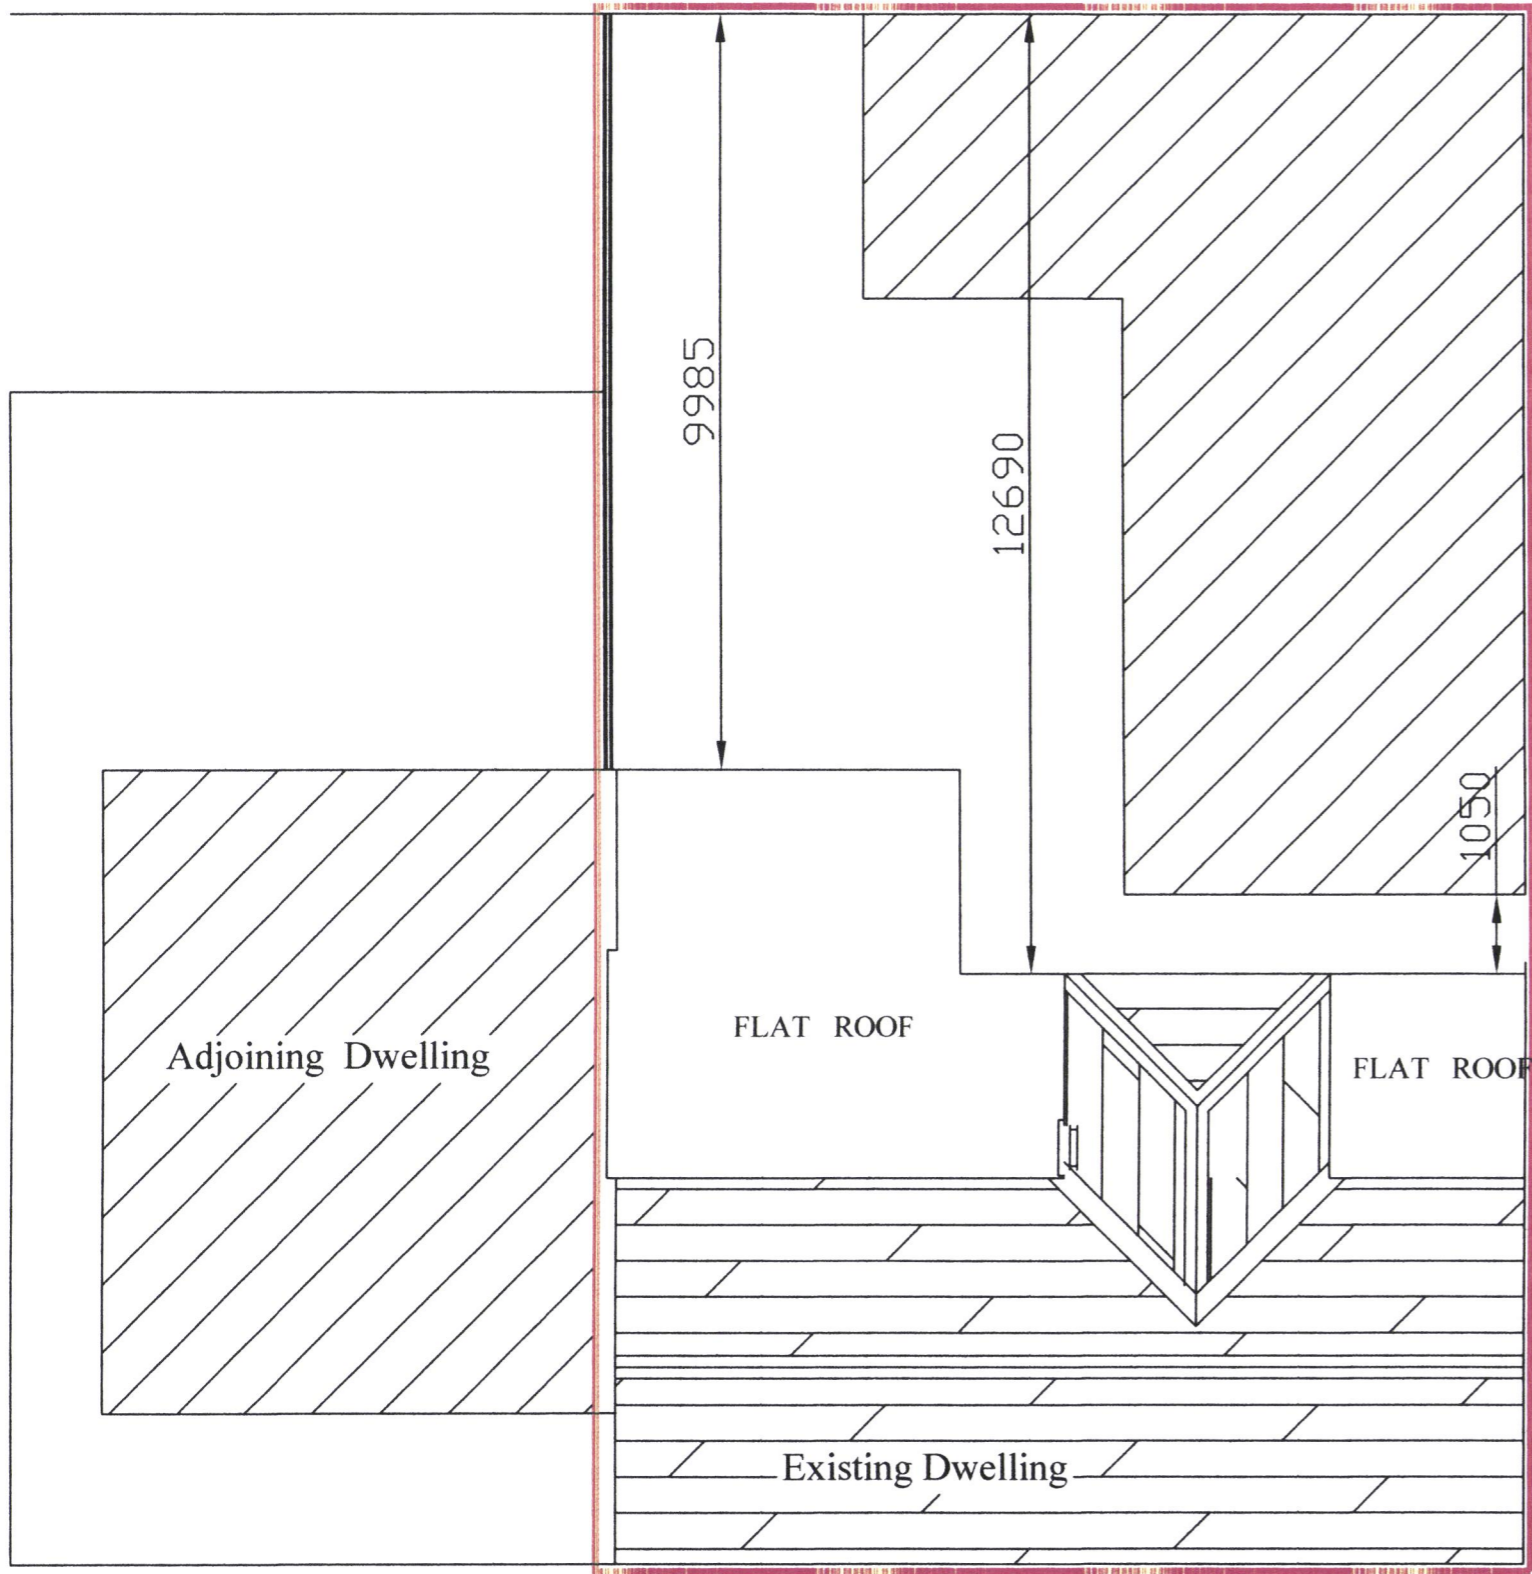 9985
12690
1050
FLAT ROOF
Adjoining Dwelling
FLAT ROOF
Existing Dwelling